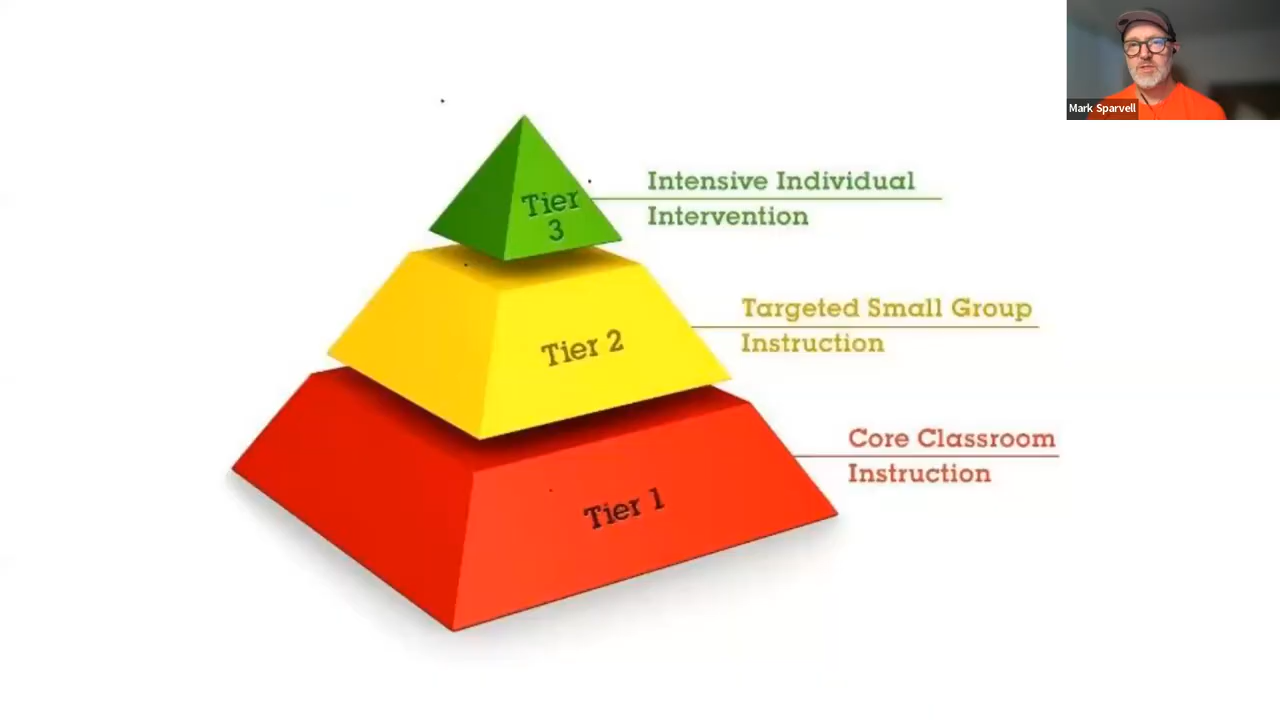 Mark Sparvell
Tier
3
Intensive Individual
Intervention
Tier 2
Targeted Small Group
Instruction
Tier 1
Core Classroom
Instruction